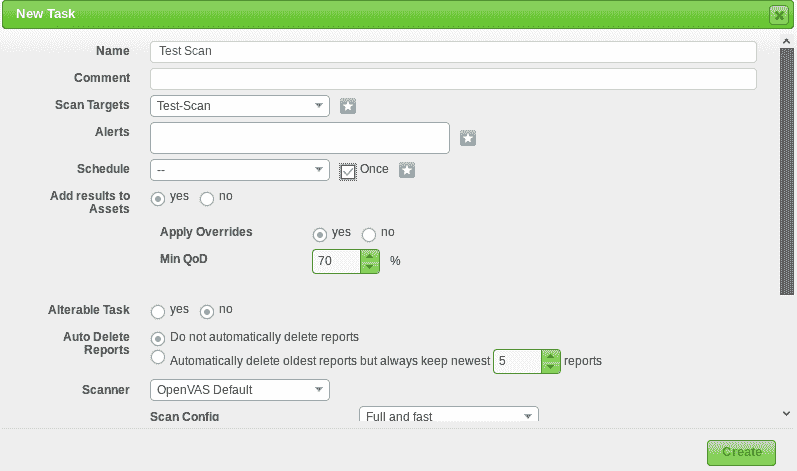 New Task
Name Test Scan
Comment
Scan Targets Test-Scan
Alerts
Schedule -- Once
Add results to yes no
Assets
Apply Overrides yes no
Min QoD 70 %
Alterable Task yes no
Auto Delete Do not automatically delete reports
Reports
Automatically delete oldest reports but always keep newest 5 reports
Scanner OpenVAS Default
Scan Config Full and fast
Create